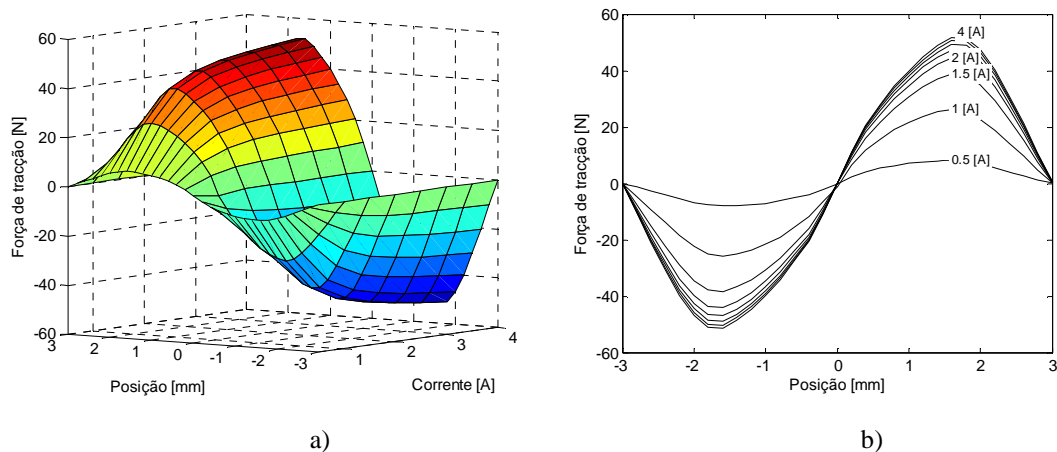 60
40
20
0
-20
-40
-60
Força de tracção [N]
3
2
1
0
-1
-2
-3
Posição [mm]
1
2
3
4
Corrente [A]
a)
60
40
20
0
-20
-40
-60
Força de tracção [N]
4 [A]
2 [A]
1.5 [A]
1 [A]
0.5 [A]
-3
-2
-1
0
1
2
3
Posição [mm]
b)